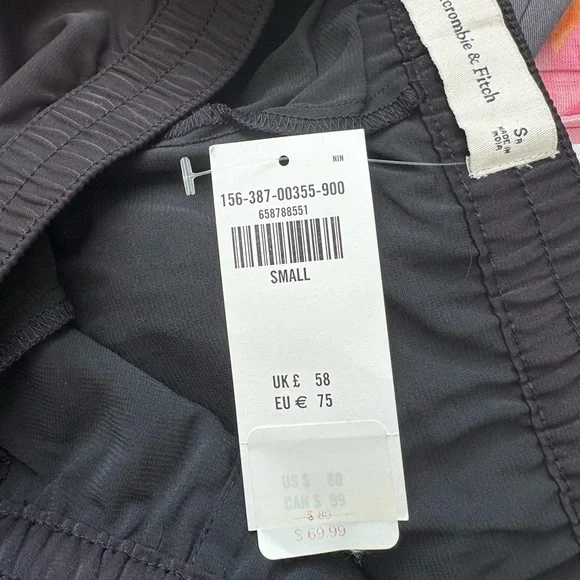 crombie & Fitch
S
MADE IN
INDIA
NIN
156-387-00355-900
658788551
SMALL
UK £ 58
EU € 75
US $ 80
CAN $ 99
$ 80
$ 69.99